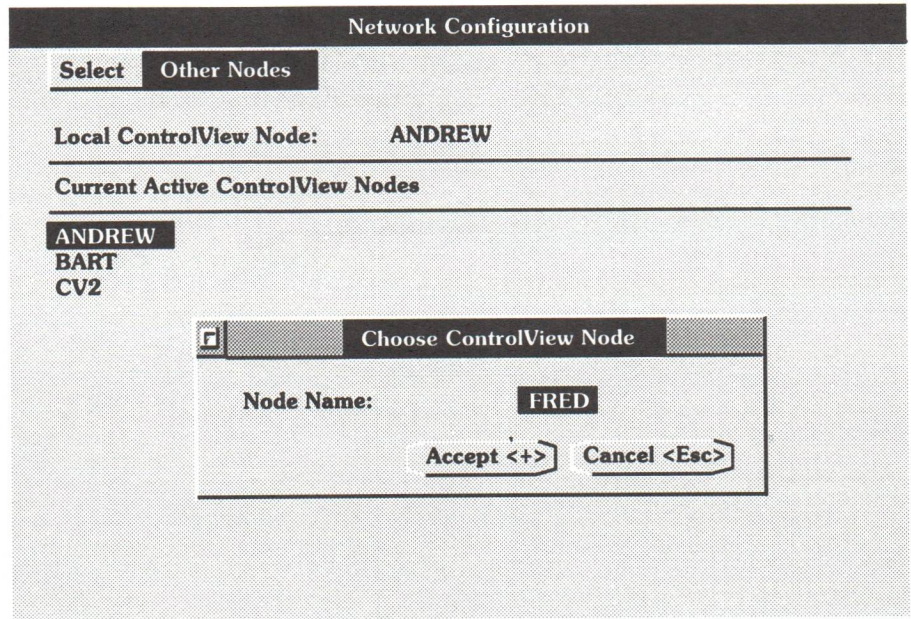 Network Configuration
Select Other Nodes
Local ControlView Node: ANDREW
Current Active ControlView Nodes
ANDREW
BART
CV2
Choose ControlView Node
Node Name: FRED
Accept <+> Cancel <Esc>